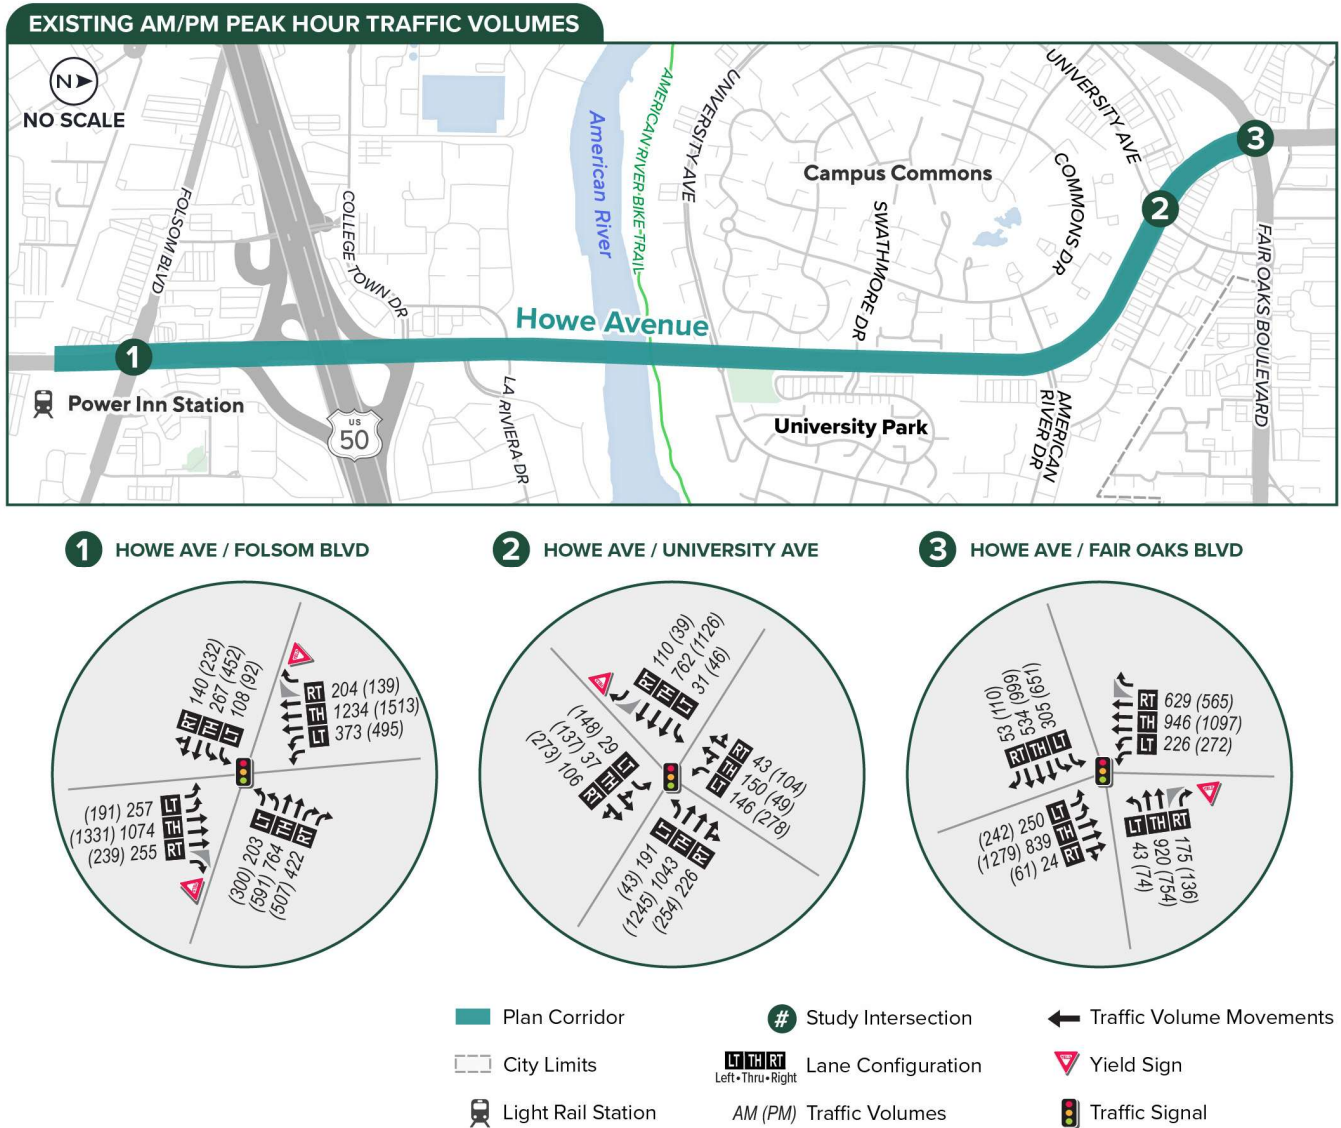 EXISTING AM/PM PEAK HOUR TRAFFIC VOLUMES
N
NO SCALE
FOLSOM BLVD
COLLEGE TOWN DR
American River
AMERICAN RIVER BIKE TRAIL
UNIVERSITY AVE
Campus Commons
SWATHMORE DR
COMMONS DR
UNIVERSITY AVE
3
2
FAIR OAKS BOULEVARD
Howe Avenue
1
Power Inn Station
US
50
LA RIVIERA DR
University Park
AMERICAN
RIVER DR
1 HOWE AVE / FOLSOM BLVD
RT 140 (232)
TH 267 (452)
LT 108 (92)
RT 204 (139)
TH 1234 (1513)
LT 373 (495)
(191) 257 LT
(1331) 1074 TH
(239) 255 RT
(300) 203 LT
(591) 764 TH
(507) 422 RT
2 HOWE AVE / UNIVERSITY AVE
RT 110 (39)
TH 762 (1126)
LT 31 (46)
RT 43 (104)
TH 150 (49)
LT 146 (278)
(148) 29 LT
(137) 37 TH
(273) 106 RT
(43) 191 LT
(1245) 1043 TH
(254) 226 RT
3 HOWE AVE / FAIR OAKS BLVD
53 (110) RT
534 (999) TH
305 (651) LT
RT 629 (565)
TH 946 (1097)
LT 226 (272)
(242) 250 LT
(1279) 839 TH
(61) 24 RT
LT 43 (74)
TH 920 (754)
RT 175 (136)
Plan Corridor
# Study Intersection
Traffic Volume Movements
City Limits
LT TH RT
Left•Thru•Right
Lane Configuration
Yield Sign
Light Rail Station
AM (PM) Traffic Volumes
Traffic Signal